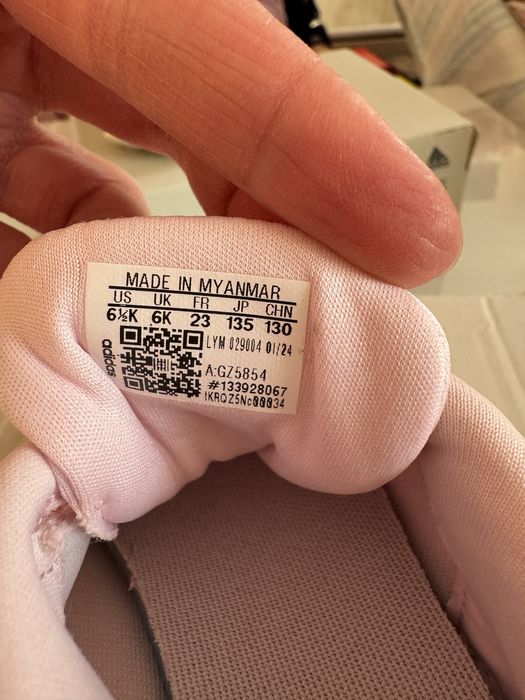 MADE IN MYANMAR
US UK FR JP CHN
6½K 6K 23 135 130
LYM 029004 01/24
adidas
A:GZ5854
#133928067